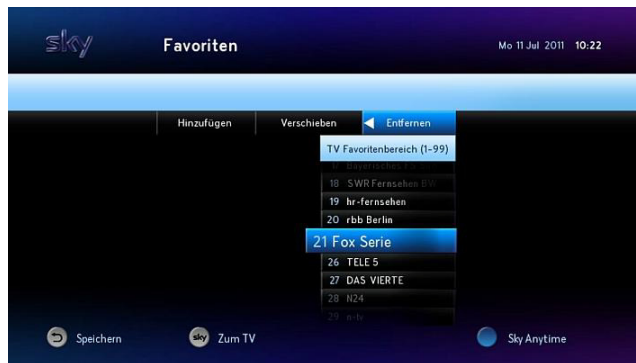 sky Favoriten Mo 11 Jul 2011 10:22
Hinzufügen Verschieben Entfernen
TV Favoritenbereich (1-99)
18 SWR Fernsehen BW
19 hr-fernsehen
20 rbb Berlin
21 Fox Serie
26 TELE 5
27 DAS VIERTE
28 N24
29 n-tv
Speichern sky Zum TV Sky Anytime